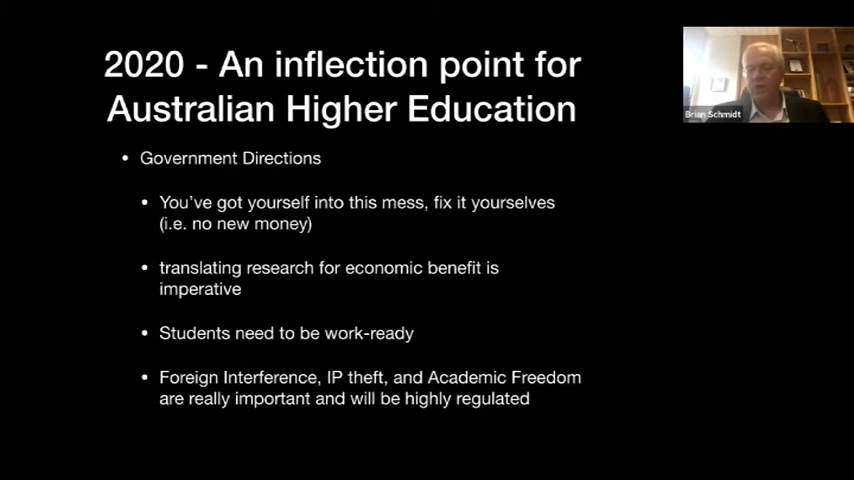 2020 - An inflection point for
Australian Higher Education
Brian Schmidt
• Government Directions
• You've got yourself into this mess, fix it yourselves
(i.e. no new money)
• translating research for economic benefit is
imperative
• Students need to be work-ready
• Foreign Interference, IP theft, and Academic Freedom
are really important and will be highly regulated